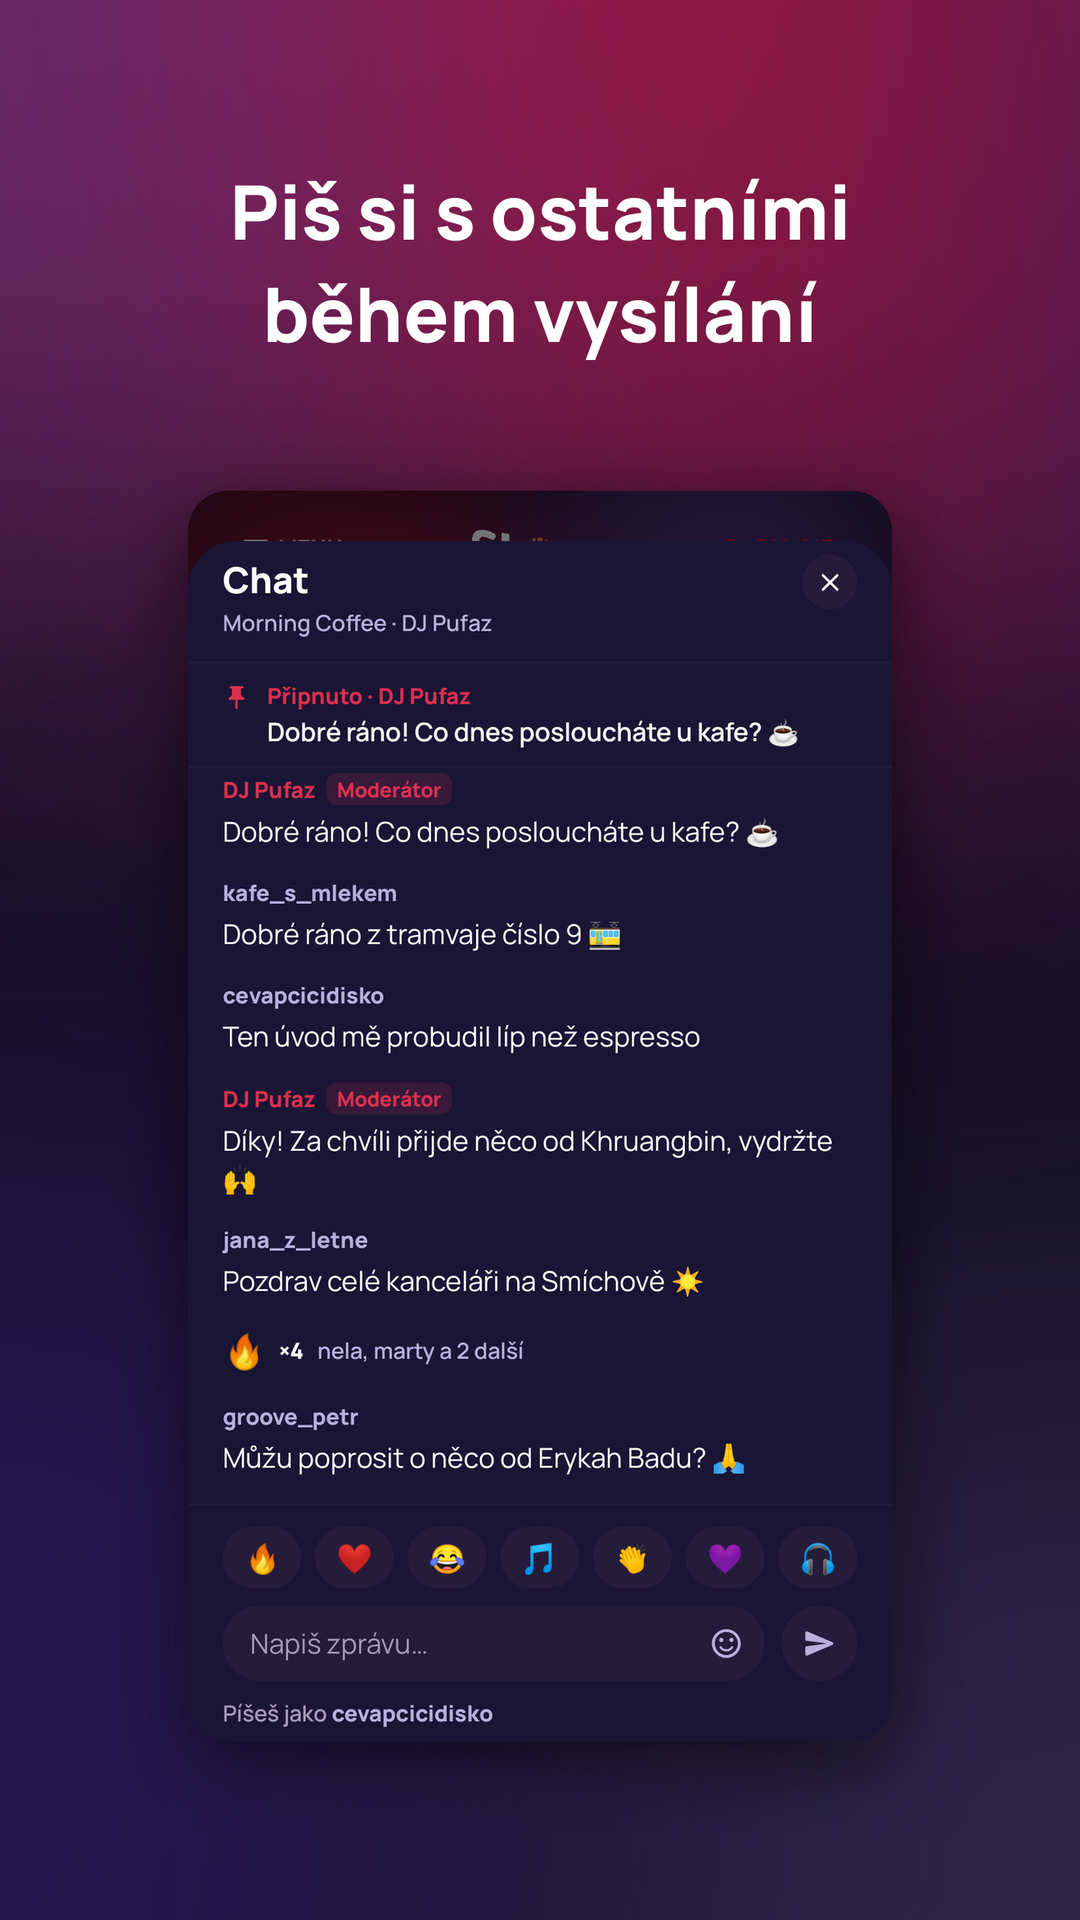 Piš si s ostatními
během vysílání
Chat
Morning Coffee · DJ Pufaz
Připnuto · DJ Pufaz
Dobré ráno! Co dnes posloucháte u kafe? ☕
DJ Pufaz Moderátor
Dobré ráno! Co dnes posloucháte u kafe? ☕
kafe_s_mlekem
Dobré ráno z tramvaje číslo 9 🚋
cevapcicidisko
Ten úvod mě probudil líp než espresso
DJ Pufaz Moderátor
Díky! Za chvíli přijde něco od Khruangbin, vydržte
🙌
jana_z_letne
Pozdrav celé kanceláři na Smíchově ☀️
🔥 ×4 nela, marty a 2 další
groove_petr
Můžu poprosit o něco od Erykah Badu? 🙏
🔥 ❤️ 😂 🎵 👏 💜 🎧
Napiš zprávu…
Píšeš jako cevapcicidisko